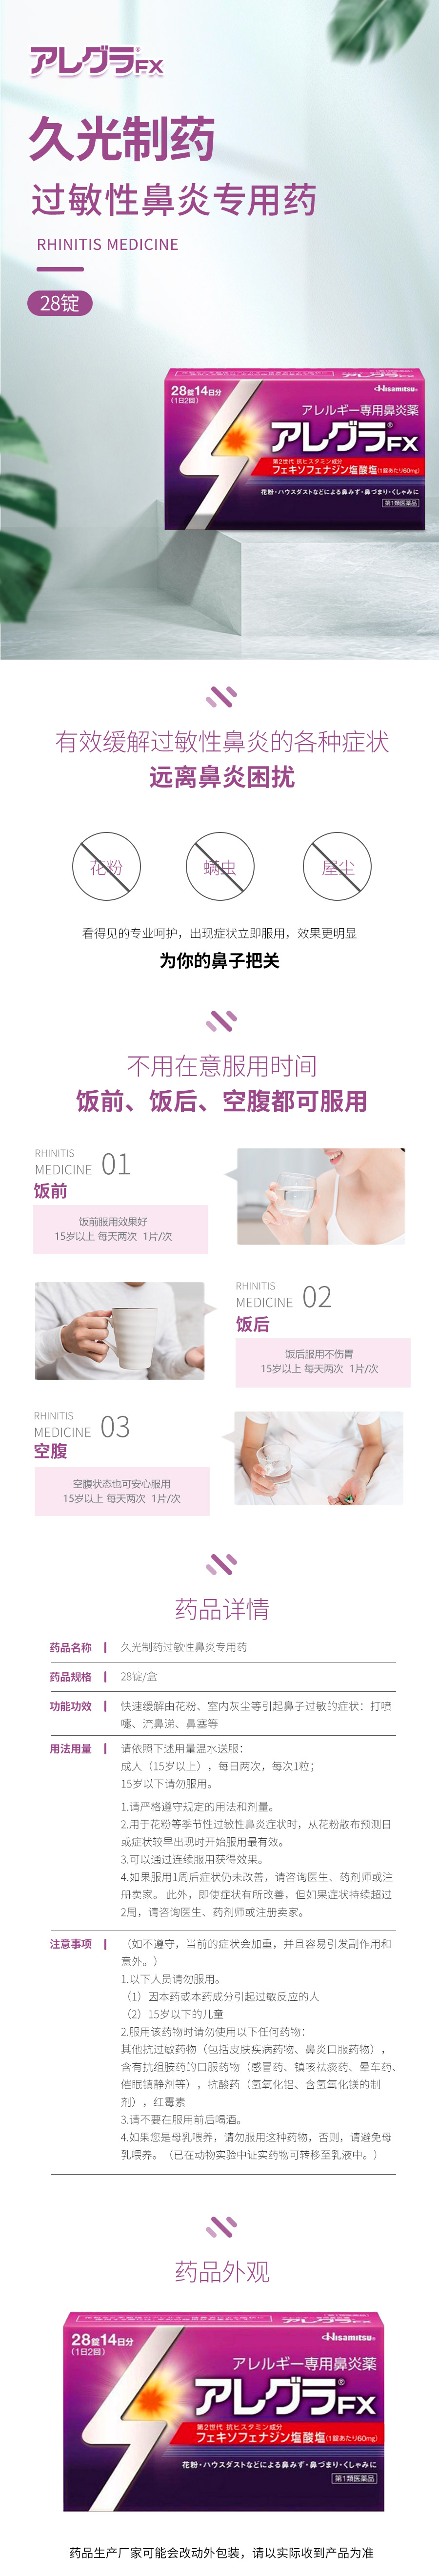 アレグラFX
久光制药
过敏性鼻炎专用药
RHINITIS MEDICINE
28锭
28錠14日分
(1日2回)
Hisamitsu®
アレルギー専用鼻炎薬
アレグラ®FX
第2世代 抗ヒスタミン成分
フェキソフェナジン塩酸塩(1錠あたり60mg)
花粉・ハウスダストなどによる鼻みず・鼻づまり・くしゃみに
第1類医薬品
有效缓解过敏性鼻炎的各种症状
远离鼻炎困扰
花粉
螨虫
屋尘
看得见的专业呵护，出现症状立即服用，效果更明显
为你的鼻子把关
不用在意服用时间
饭前、饭后、空腹都可服用
RHINITIS
MEDICINE 01
饭前
饭前服用效果好
15岁以上 每天两次 1片/次
RHINITIS
MEDICINE 02
饭后
饭后服用不伤胃
15岁以上 每天两次 1片/次
RHINITIS
MEDICINE 03
空腹
空腹状态也可安心服用
15岁以上 每天两次 1片/次
药品详情
药品名称 久光制药过敏性鼻炎专用药
药品规格 28锭/盒
功能功效 快速缓解由花粉、室内灰尘等引起鼻子过敏的症状：打喷
嚏、流鼻涕、鼻塞等
用法用量 请依照下述用量温水送服：
成人（15岁以上），每日两次，每次1粒；
15岁以下请勿服用。
1.请严格遵守规定的用法和剂量。
2.用于花粉等季节性过敏性鼻炎症状时，从花粉散布预测日
或症状较早出现时开始服用最有效。
3.可以通过连续服用获得效果。
4.如果服用1周后症状仍未改善，请咨询医生、药剂师或注
册卖家。 此外，即使症状有所改善，但如果症状持续超过
2周，请咨询医生、药剂师或注册卖家。
注意事项 （如不遵守，当前的症状会加重，并且容易引发副作用和
意外。）
1.以下人员请勿服用。
（1）因本药或本药成分引起过敏反应的人
（2）15岁以下的儿童
2.服用该药物时请勿使用以下任何药物：
其他抗过敏药物（包括皮肤疾病药物、鼻炎口服药物），
含有抗组胺药的口服药物（感冒药、镇咳祛痰药、晕车药、
催眠镇静剂等），抗酸药（氢氧化铝、含氢氧化镁的制
剂），红霉素
3.请不要在服用前后喝酒。
4.如果您是母乳喂养，请勿服用这种药物，否则，请避免母
乳喂养。（已在动物实验中证实药物可转移至乳液中。）
药品外观
28錠14日分
(1日2回)
Hisamitsu®
アレルギー専用鼻炎薬
アレグラ®FX
第2世代 抗ヒスタミン成分
フェキソフェナジン塩酸塩(1錠あたり60mg)
花粉・ハウスダストなどによる鼻みず・鼻づまり・くしゃみに
第1類医薬品
药品生产厂家可能会改动外包装，请以实际收到产品为准